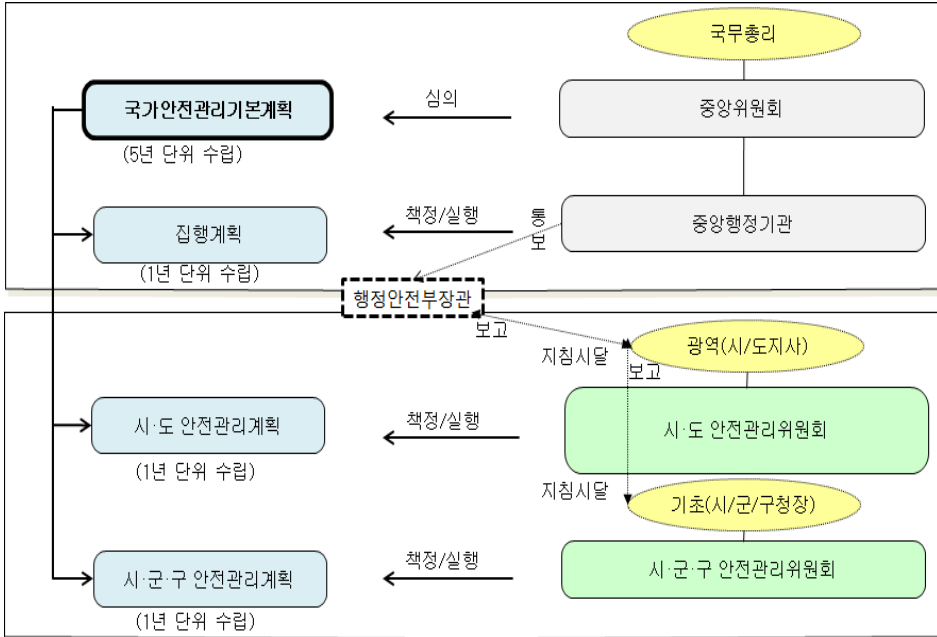 국무총리
국가안전관리기본계획
심의
중앙위원회
(5년 단위 수립)
집행계획
책정/실행
통보
중앙행정기관
(1년 단위 수립)
행정안전부장관
보고
지침시달
보고
광역(시/도지사)
시·도 안전관리계획
책정/실행
시·도 안전관리위원회
(1년 단위 수립)
지침시달
기초(시/군/구청장)
시·군·구 안전관리계획
책정/실행
시·군·구 안전관리위원회
(1년 단위 수립)